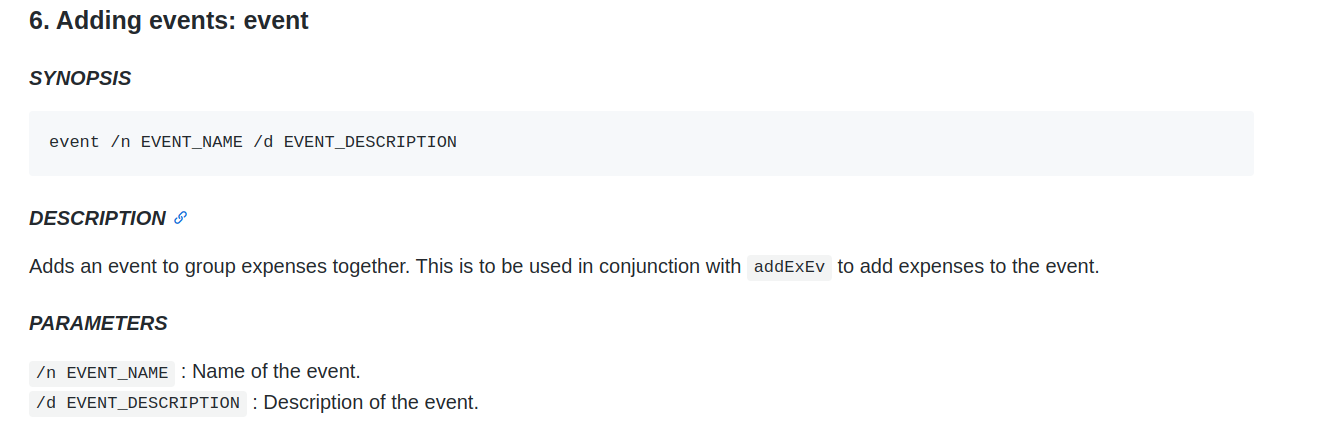 6. Adding events: event
SYNOPSIS
event /n EVENT_NAME /d EVENT_DESCRIPTION
DESCRIPTION
Adds an event to group expenses together. This is to be used in conjunction with addExEv to add expenses to the event.
PARAMETERS
/n EVENT_NAME : Name of the event.
/d EVENT_DESCRIPTION : Description of the event.